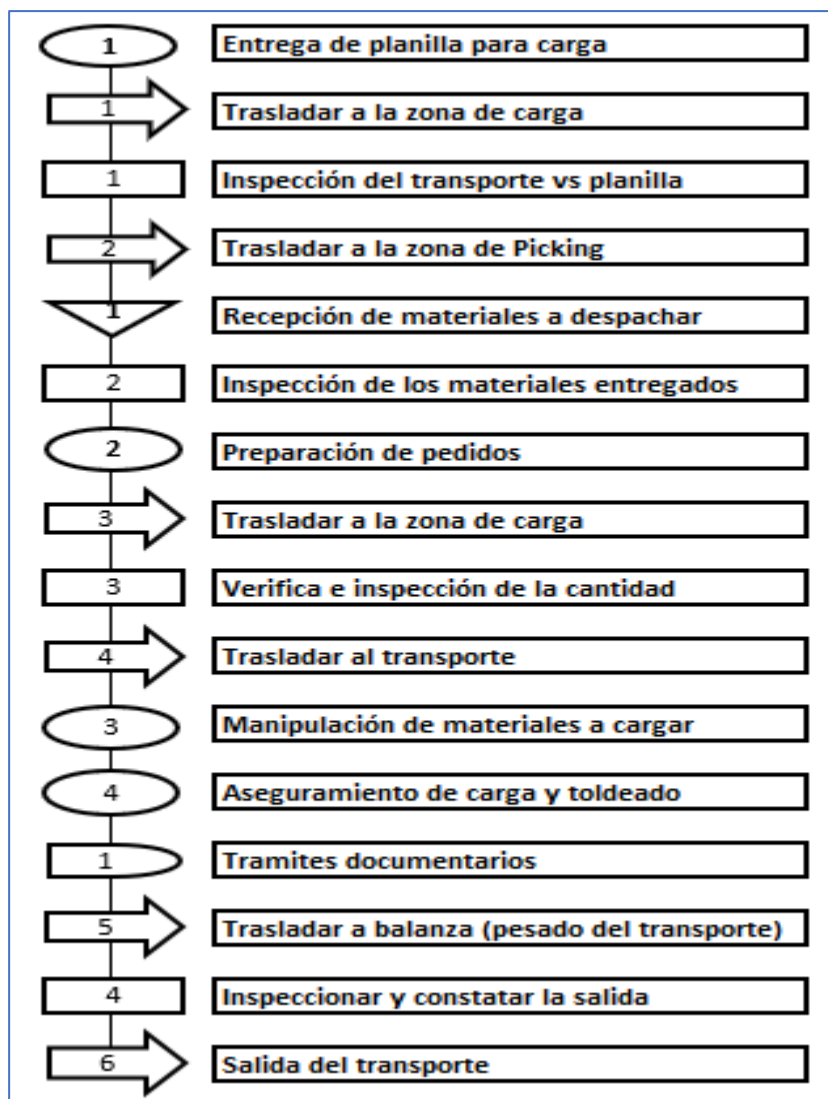 1 Entrega de planilla para carga
1 Trasladar a la zona de carga
1 Inspección del transporte vs planilla
2 Trasladar a la zona de Picking
1 Recepción de materiales a despachar
2 Inspección de los materiales entregados
2 Preparación de pedidos
3 Trasladar a la zona de carga
3 Verifica e inspección de la cantidad
4 Trasladar al transporte
3 Manipulación de materiales a cargar
4 Aseguramiento de carga y toldeado
1 Tramites documentarios
5 Trasladar a balanza (pesado del transporte)
4 Inspeccionar y constatar la salida
6 Salida del transporte